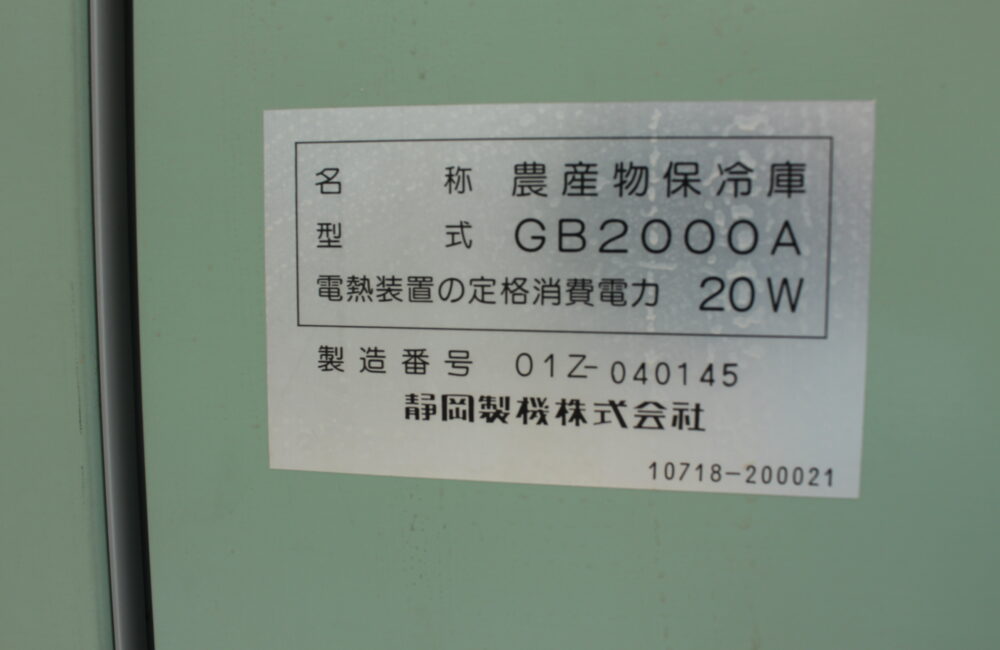 名称 農産物保冷庫
型式 GB2000A
電熱装置の定格消費電力 20W
製造番号 01Z-040145
静岡製機株式会社
10718-200021